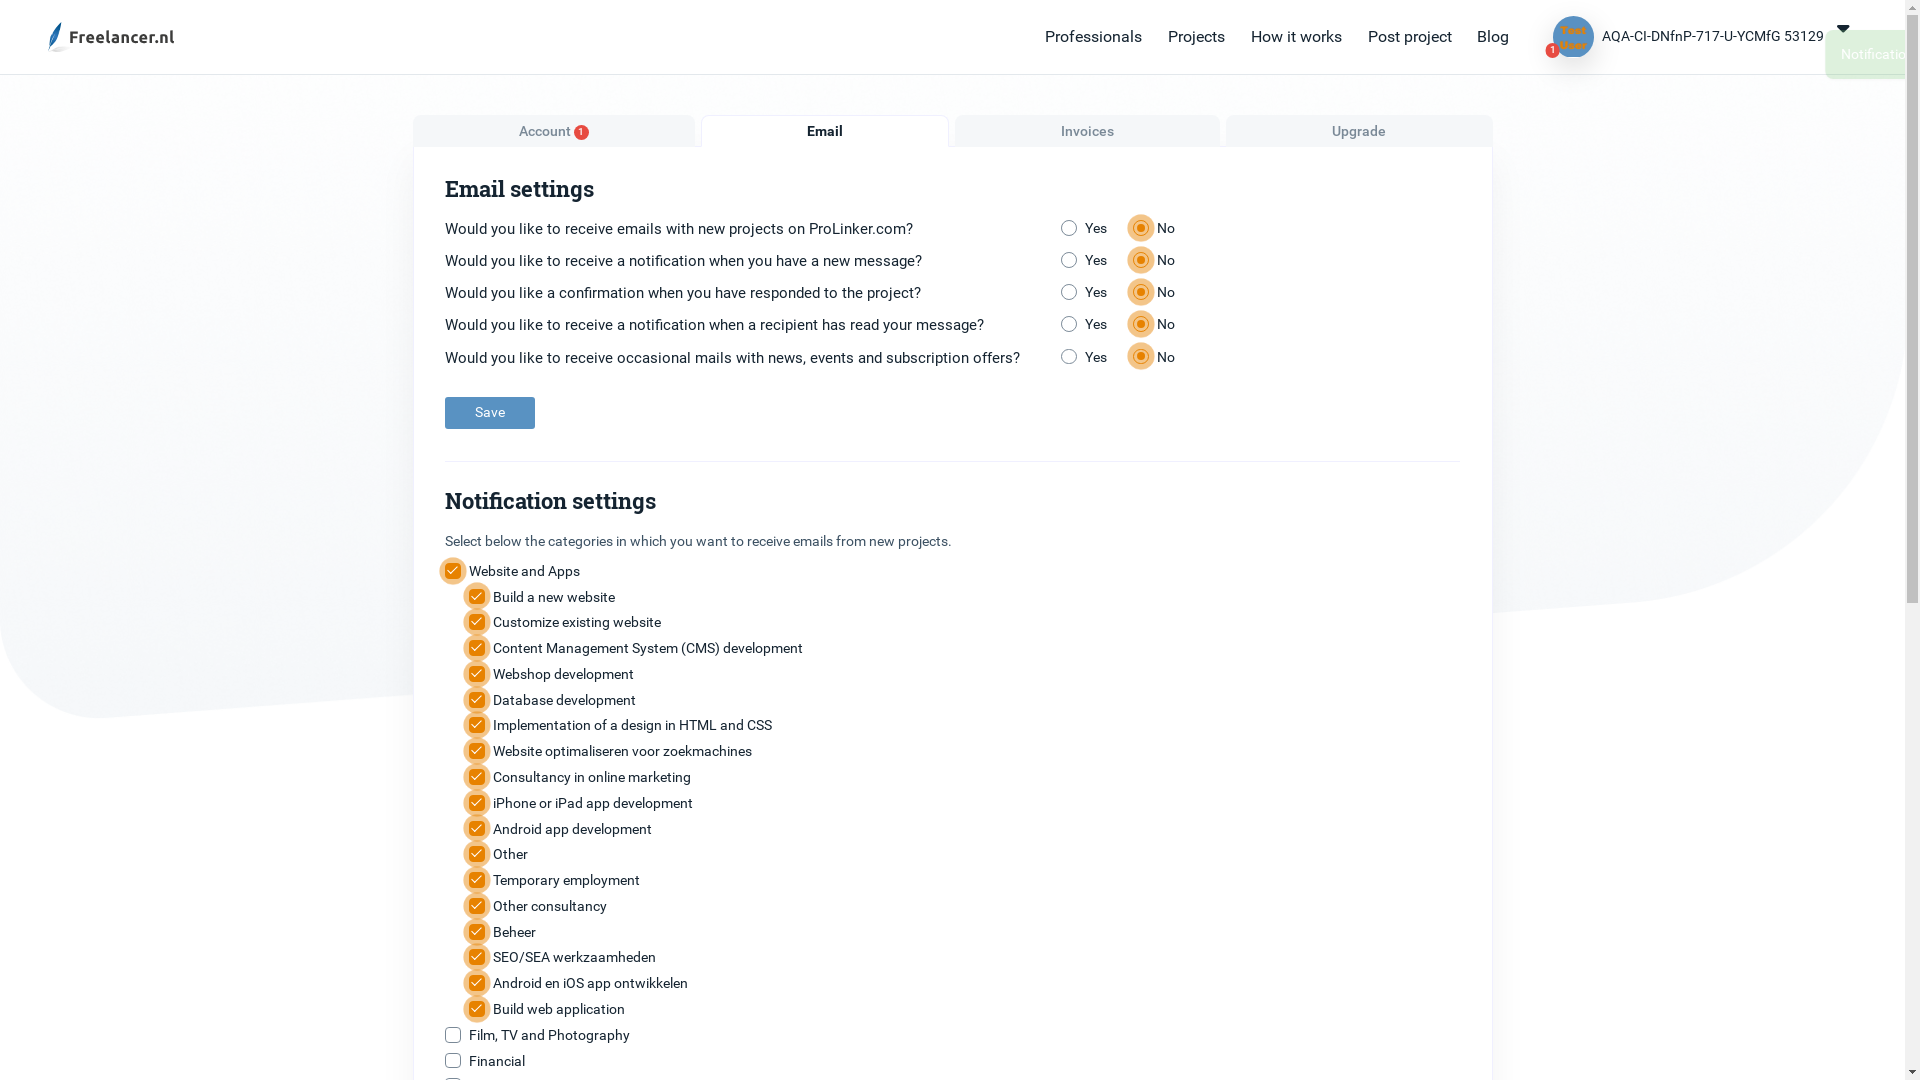 Freelancer.nl
Professionals
Projects
How it works
Post project
Blog
Test
User
1
AQA-CI-DNfnP-717-U-YCMfG 53129
Account 1
Email
Invoices
Upgrade
Email settings
Would you like to receive emails with new projects on ProLinker.com?
Yes
No
Would you like to receive a notification when you have a new message?
Yes
No
Would you like a confirmation when you have responded to the project?
Yes
No
Would you like to receive a notification when a recipient has read your message?
Yes
No
Would you like to receive occasional mails with news, events and subscription offers?
Yes
No
Save
Notification settings
Select below the categories in which you want to receive emails from new projects.
Website and Apps
Build a new website
Customize existing website
Content Management System (CMS) development
Webshop development
Database development
Implementation of a design in HTML and CSS
Website optimaliseren voor zoekmachines
Consultancy in online marketing
iPhone or iPad app development
Android app development
Other
Temporary employment
Other consultancy
Beheer
SEO/SEA werkzaamheden
Android en iOS app ontwikkelen
Build web application
Film, TV and Photography
Financial